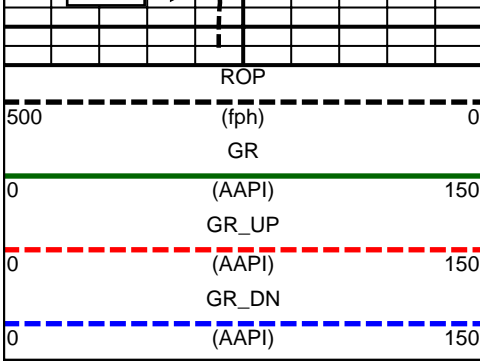 ROP
500 (fph) 0
GR
0 (AAPI) 150
GR_UP
0 (AAPI) 150
GR_DN
0 (AAPI) 150